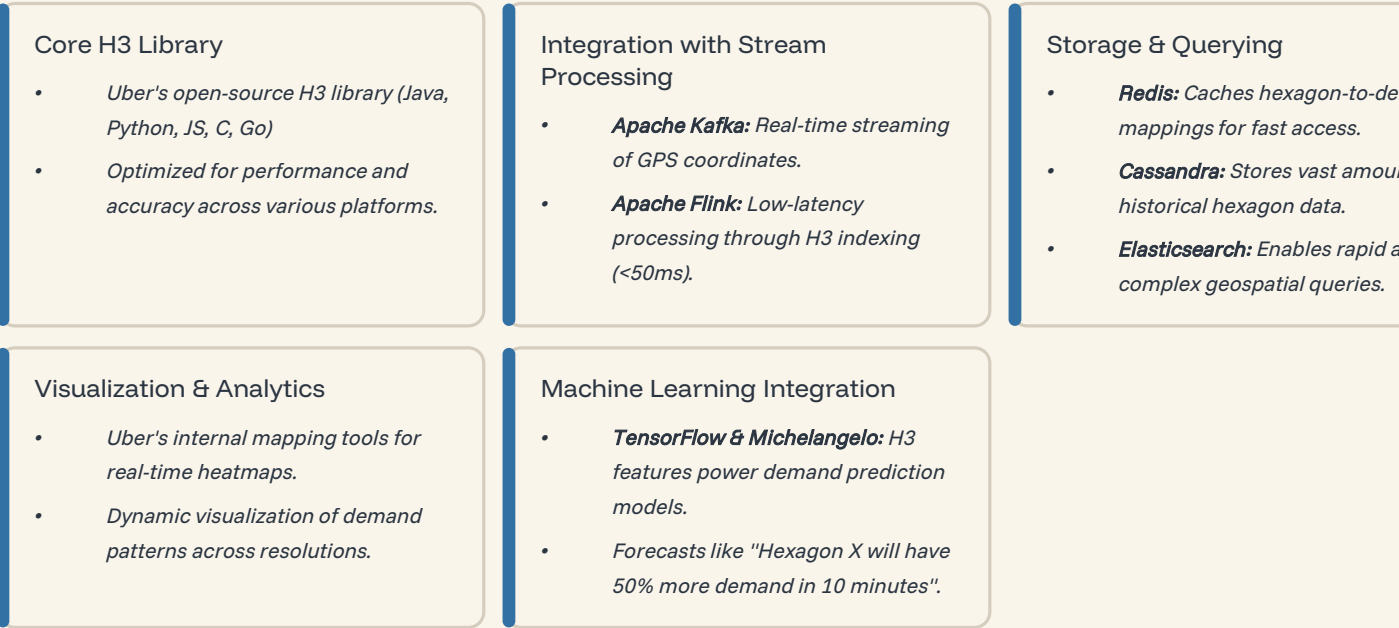 Core H3 Library
• Uber's open-source H3 library (Java,
Python, JS, C, Go)
• Optimized for performance and
accuracy across various platforms.
Integration with Stream
Processing
• Apache Kafka: Real-time streaming
of GPS coordinates.
• Apache Flink: Low-latency
processing through H3 indexing
(<50ms).
Storage & Querying
• Redis: Caches
mappings for fast access.
• Cassandra: Stores vast
historical hexagon data.
• Elasticsearch: Enables rapid
complex geospatial queries.
Visualization & Analytics
• Uber's internal mapping tools for
real-time heatmaps.
• Dynamic visualization of demand
patterns across resolutions.
Machine Learning Integration
• TensorFlow & Michelangelo: H3
features power demand prediction
models.
• Forecasts like "Hexagon X will have
50% more demand in 10 minutes".